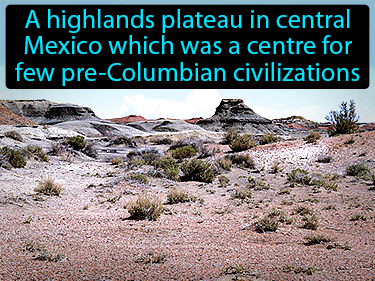 A highlands plateau in central
Mexico which was a centre for
few pre-Columbian civilizations